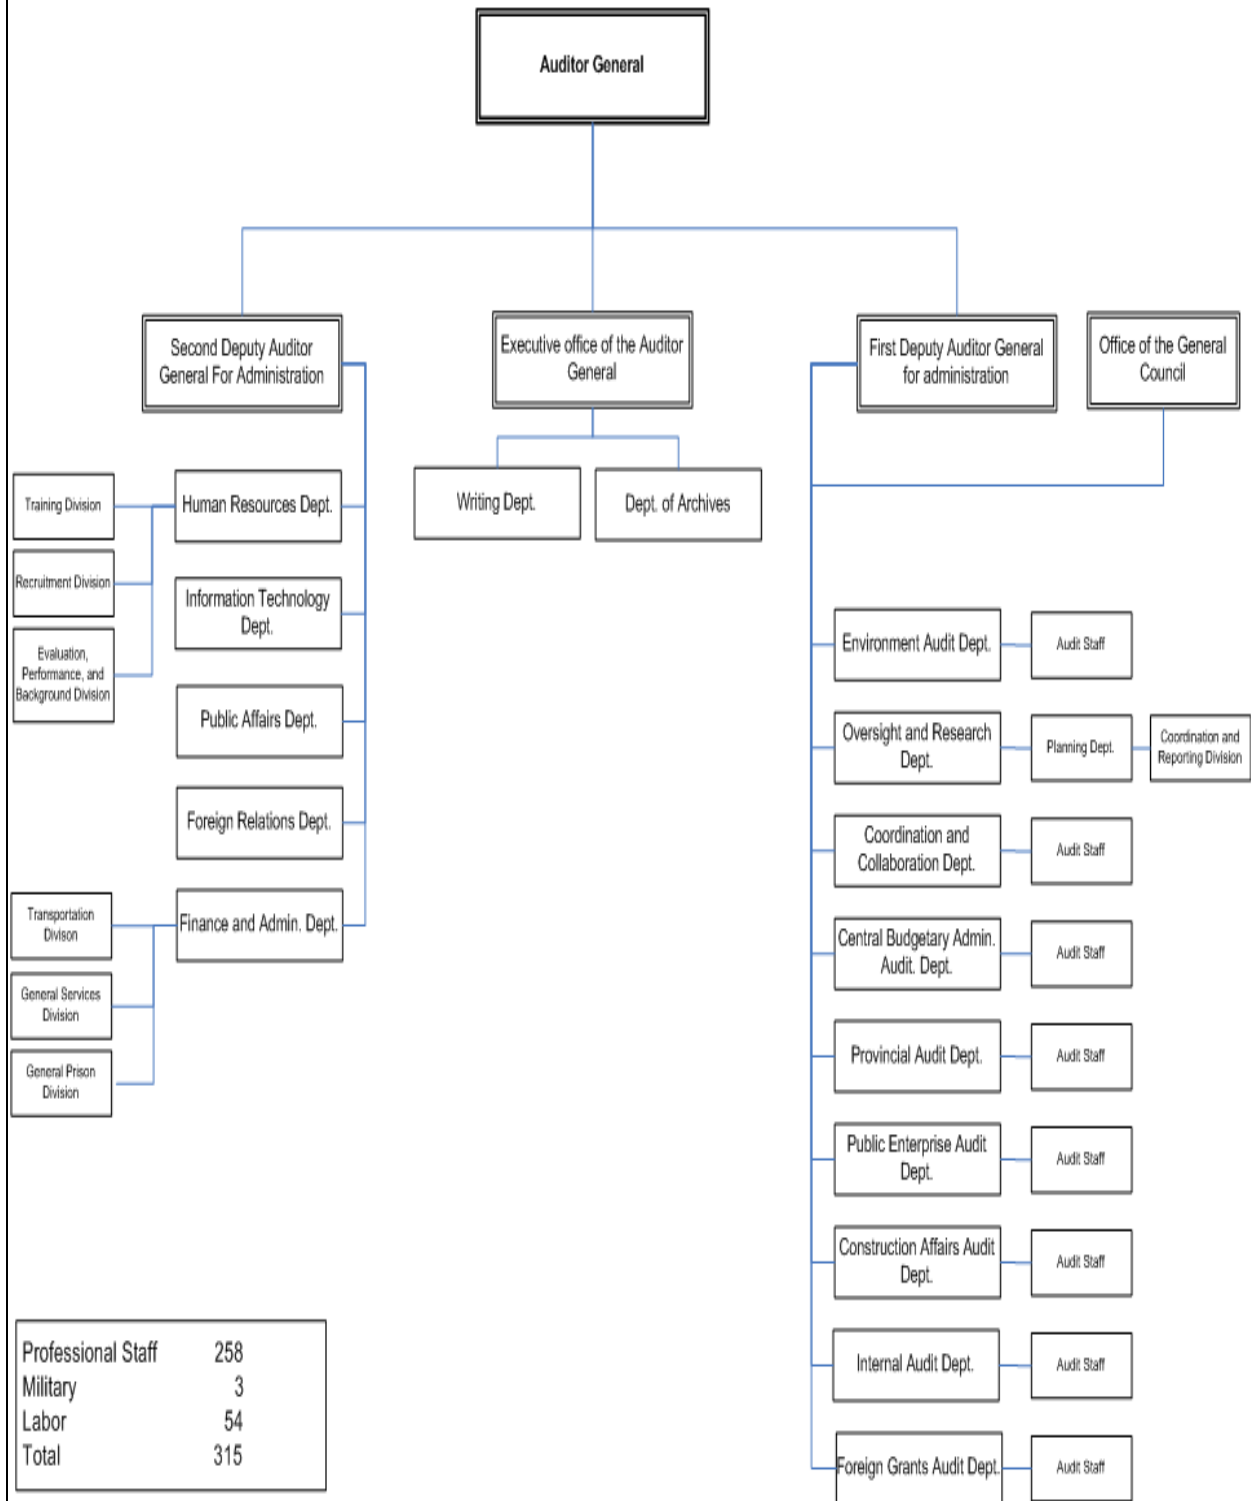 Auditor General
Second Deputy Auditor
General For Administration
Executive office of the Auditor
General
First Deputy Auditor General
for administration
Office of the General
Council
Training Division
Human Resources Dept.
Recruitment Division
Evaluation,
Performance, and
Background Division
Information Technology
Dept.
Public Affairs Dept.
Foreign Relations Dept.
Transportation
Divison
Finance and Admin. Dept.
General Services
Division
General Prison
Division
Writing Dept.
Dept. of Archives
Environment Audit Dept.
Audit Staff
Oversight and Research
Dept.
Planning Dept.
Coordination and
Reporting Division
Coordination and
Collaboration Dept.
Audit Staff
Central Budgetary Admin.
Audit. Dept.
Audit Staff
Provincial Audit Dept.
Audit Staff
Public Enterprise Audit
Dept.
Audit Staff
Construction Affairs Audit
Dept.
Audit Staff
Internal Audit Dept.
Audit Staff
Foreign Grants Audit Dept.
Audit Staff
Professional Staff 258
Military 3
Labor 54
Total 315